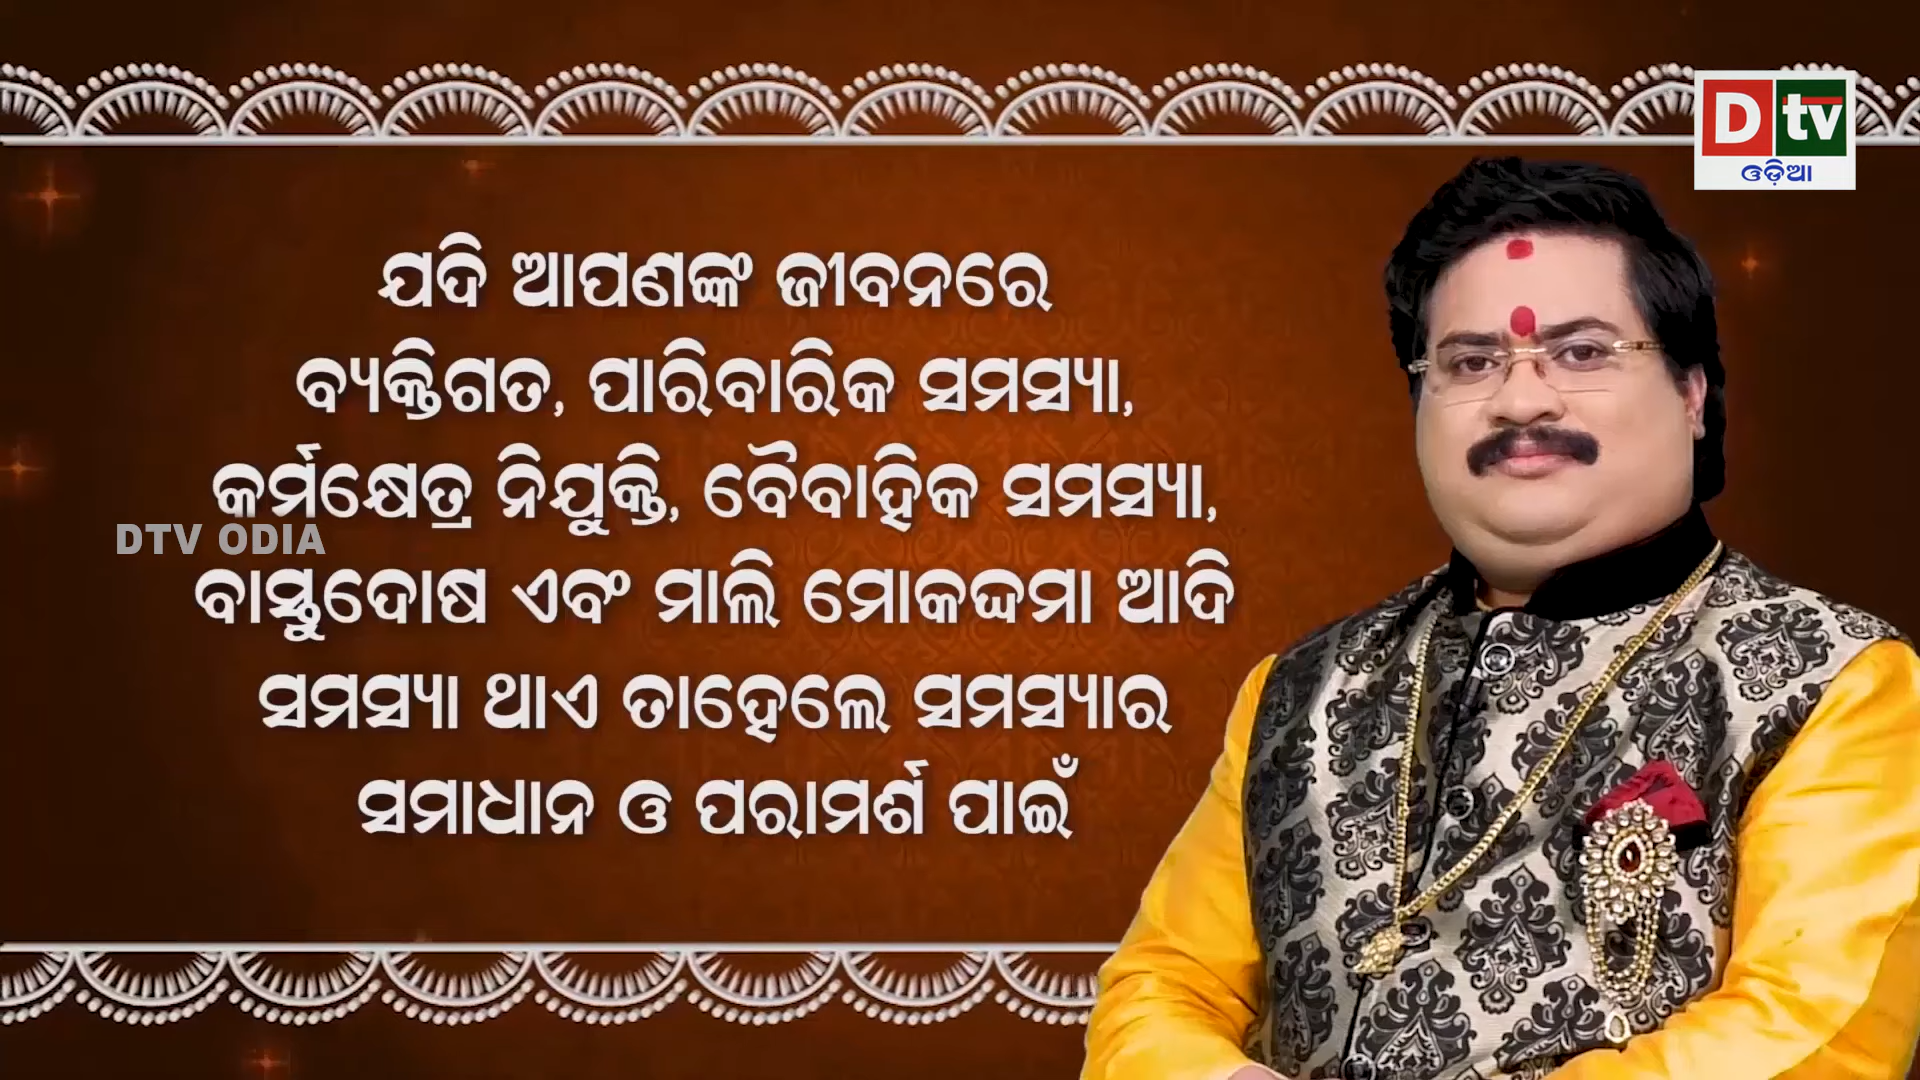 Dtv
ଓଡ଼ିଆ
ଯଦି ଆପଣଙ୍କ ଜୀବନରେ
ବ୍ୟକ୍ତିଗତ, ପାରିବାରିକ ସମସ୍ୟା,
କର୍ମକ୍ଷେତ୍ର ନିଯୁକ୍ତି, ବୈବାହିକ ସମସ୍ୟା,
DTV ODIA
ବାସ୍ତୁଦୋଷ ଏବଂ ମାଲି ମୋକଦ୍ଦମା ଆଦି
ସମସ୍ୟା ଥାଏ ତାହେଲେ ସମସ୍ୟାର
ସମାଧାନ ଓ ପରାମର୍ଶ ପାଇଁ